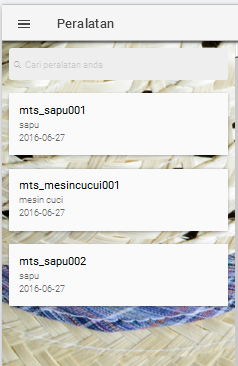 Peralatan
Cari peralatan anda
mts_sapu001
sapu
2016-06-27
mts_mesincucui001
mesin cuci
2016-06-27
mts_sapu002
sapu
2016-06-27